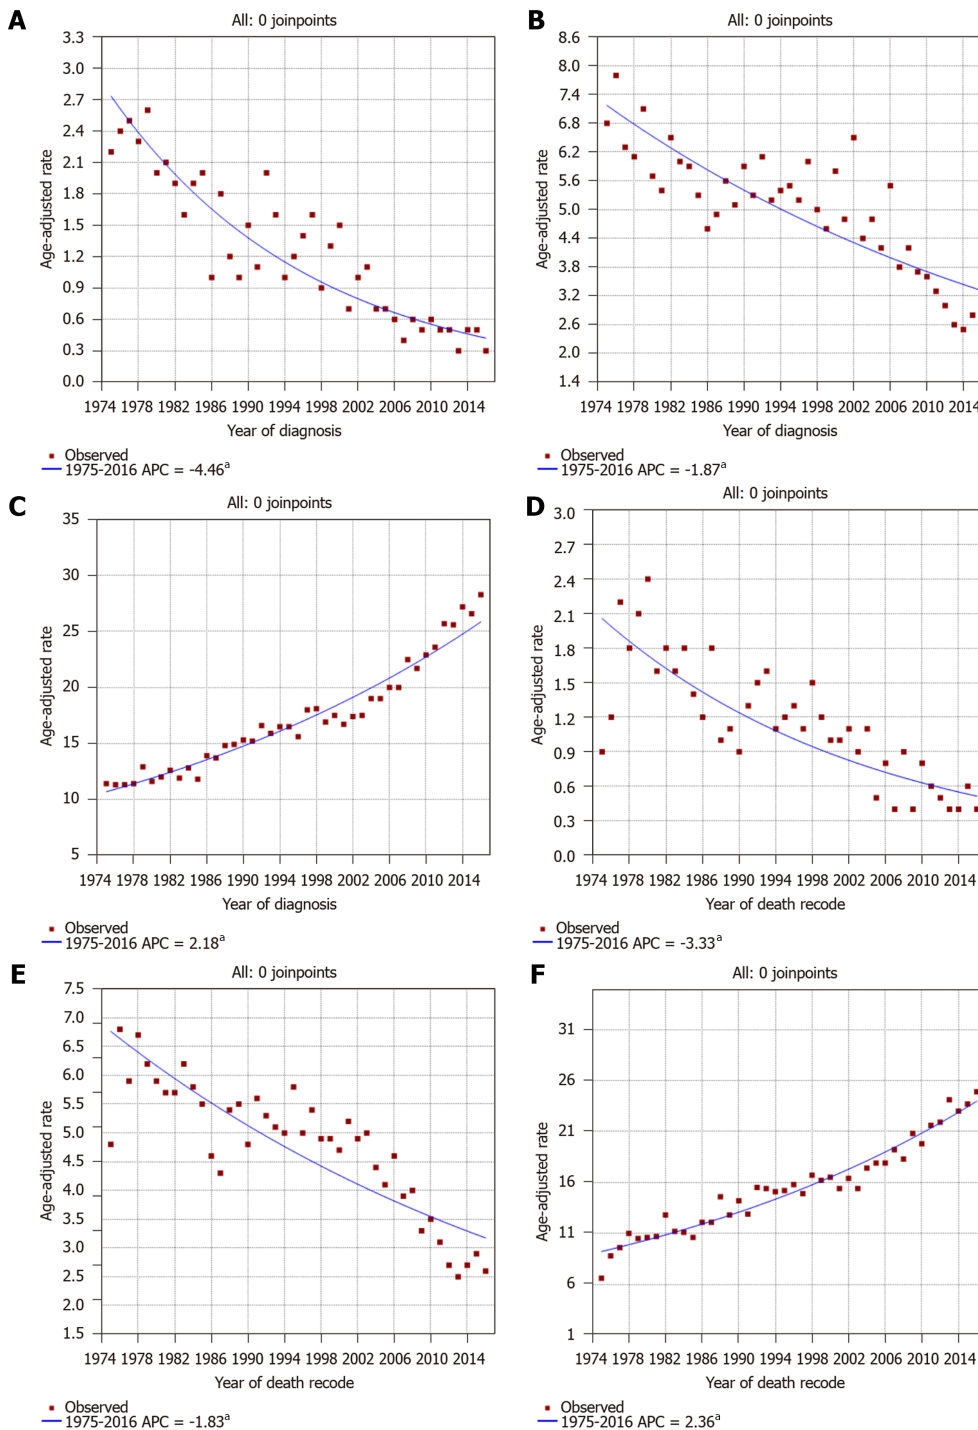 A
All: 0 joinpoints
3.3
3.0
2.7
2.4
2.1
1.8
1.5
1.2
0.9
0.6
0.3
0.0
Age-adjusted rate
1974 1978 1982 1986 1990 1994 1998 2002 2006 2010 2014
Year of diagnosis
Observed
1975-2016 APC = -4.46a
B
All: 0 joinpoints
8.6
8.0
7.4
6.8
6.2
5.6
5.0
4.4
3.8
3.2
2.6
2.0
1.4
Age-adjusted rate
1974 1978 1982 1986 1990 1994 1998 2002 2006 2010 2014
Year of diagnosis
Observed
1975-2016 APC = -1.87a
C
All: 0 joinpoints
35
30
25
20
15
10
5
Age-adjusted rate
1974 1978 1982 1986 1990 1994 1998 2002 2006 2010 2014
Year of diagnosis
Observed
1975-2016 APC = 2.18a
D
All: 0 joinpoints
3.0
2.7
2.4
2.1
1.8
1.5
1.2
0.9
0.6
0.3
0.0
Age-adjusted rate
1974 1978 1982 1986 1990 1994 1998 2002 2006 2010 2014
Year of death recode
Observed
1975-2016 APC = -3.33a
E
All: 0 joinpoints
7.5
7.0
6.5
6.0
5.5
5.0
4.5
4.0
3.5
3.0
2.5
2.0
1.5
Age-adjusted rate
1974 1978 1982 1986 1990 1994 1998 2002 2006 2010 2014
Year of death recode
Observed
1975-2016 APC = -1.83a
F
All: 0 joinpoints
31
26
21
16
11
6
1
Age-adjusted rate
1974 1978 1982 1986 1990 1994 1998 2002 2006 2010 2014
Year of death recode
Observed
1975-2016 APC = 2.36a